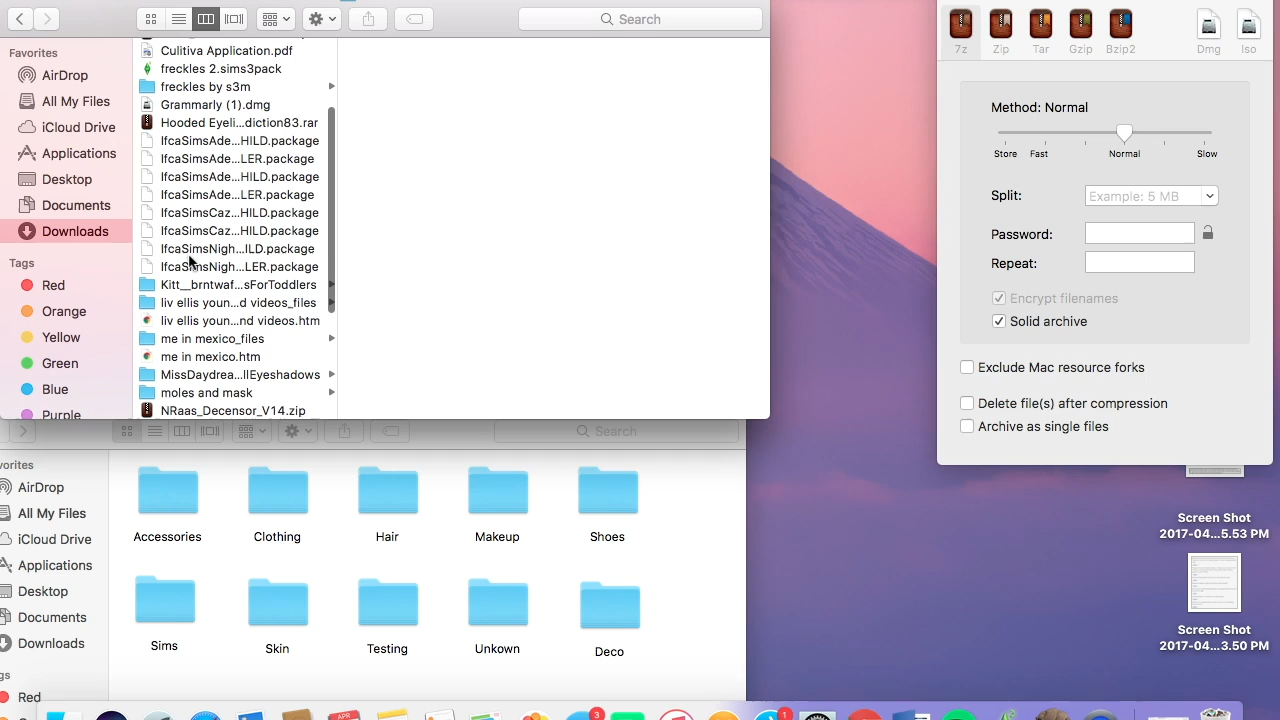 Search
Favorites
AirDrop
All My Files
iCloud Drive
Applications
Desktop
Documents
Downloads
Tags
Red
Orange
Yellow
Green
Blue
Purple
Culitiva Application.pdf
freckles 2.sims3pack
freckles by s3m
Grammarly (1).dmg
Hooded Eyeli...diction83.rar
IfcaSimsAde...HILD.package
IfcaSimsAde...LER.package
IfcaSimsAde...HILD.package
IfcaSimsAde...LER.package
IfcaSimsCaz...HILD.package
IfcaSimsCaz...HILD.package
IfcaSimsNigh...ILD.package
IfcaSimsNigh...LER.package
Kitt__brntwaf...sForToddlers
liv ellis youn...d videos_files
liv ellis youn...nd videos.htm
me in mexico_files
me in mexico.htm
MissDaydrea...llEyeshadows
moles and mask
NRaas_Decensor_V14.zip
7z
Zip
Tar
Gzip
Bzip2
Dmg
Iso
Method: Normal
Store
Fast
Normal
Slow
Split:
Example: 5 MB
Password:
Repeat:
Encrypt filenames
Solid archive
Exclude Mac resource forks
Delete file(s) after compression
Archive as single files
Search
vorites
AirDrop
All My Files
iCloud Drive
Applications
Desktop
Documents
Downloads
gs
Red
Accessories
Clothing
Hair
Makeup
Shoes
Sims
Skin
Testing
Unkown
Deco
Screen Shot
2017-04...5.53 PM
Screen Shot
2017-04...3.50 PM
APR
3
1